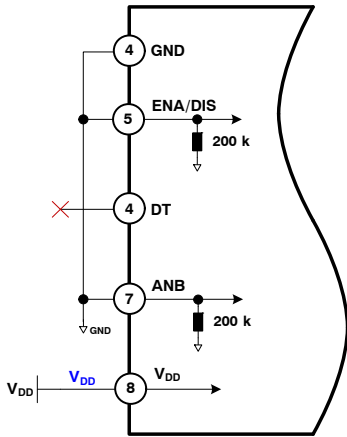 4 GND
5 ENA/DIS
200 k
4 DT
7 ANB
GND
200 k
VDD VDD 8 VDD